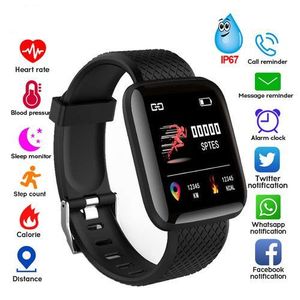 IP67
Heart rate
Blood pressure
Sleep monitor
Step count
Calorie
Distance
Call reminder
Message reminder
Alarm clock
Twitter
notification
Whatsapp
notification
Facebook
notification
00000
SPTES
12345
KM
12345
KCAL